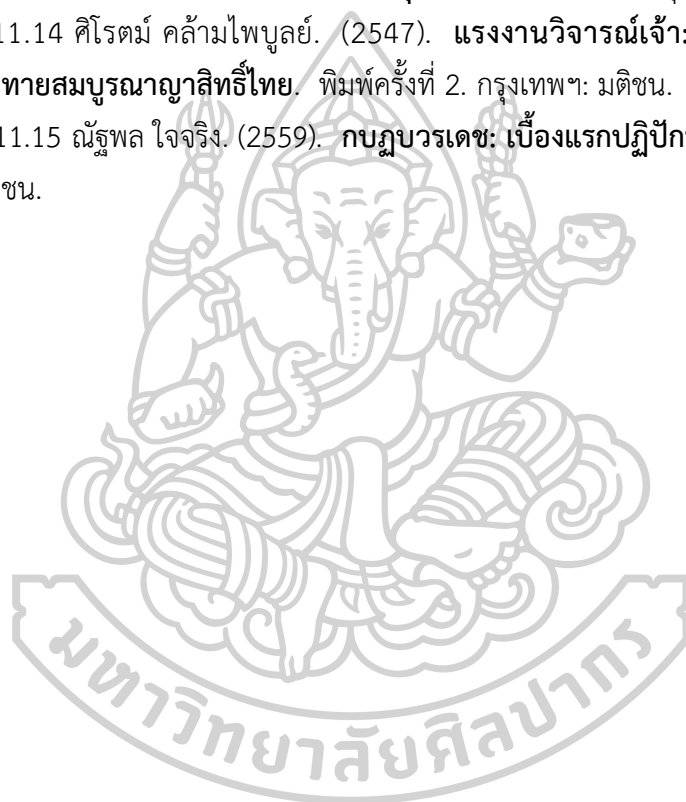 11.14 ศิโรตม์ คล้ามไพบูลย์. (2547). แรงงานวิจารณ์เจ้า:
ทายสมบูรณาญาสิทธิ์ไทย. พิมพ์ครั้งที่ 2. กรุงเทพฯ: มติชน.
11.15 ณัฐพล ใจจริง. (2559). กบฏบวรเดช: เบื้องแรกปฏิปัก
ชน.
มหาวิทยาลัยศิลปากร